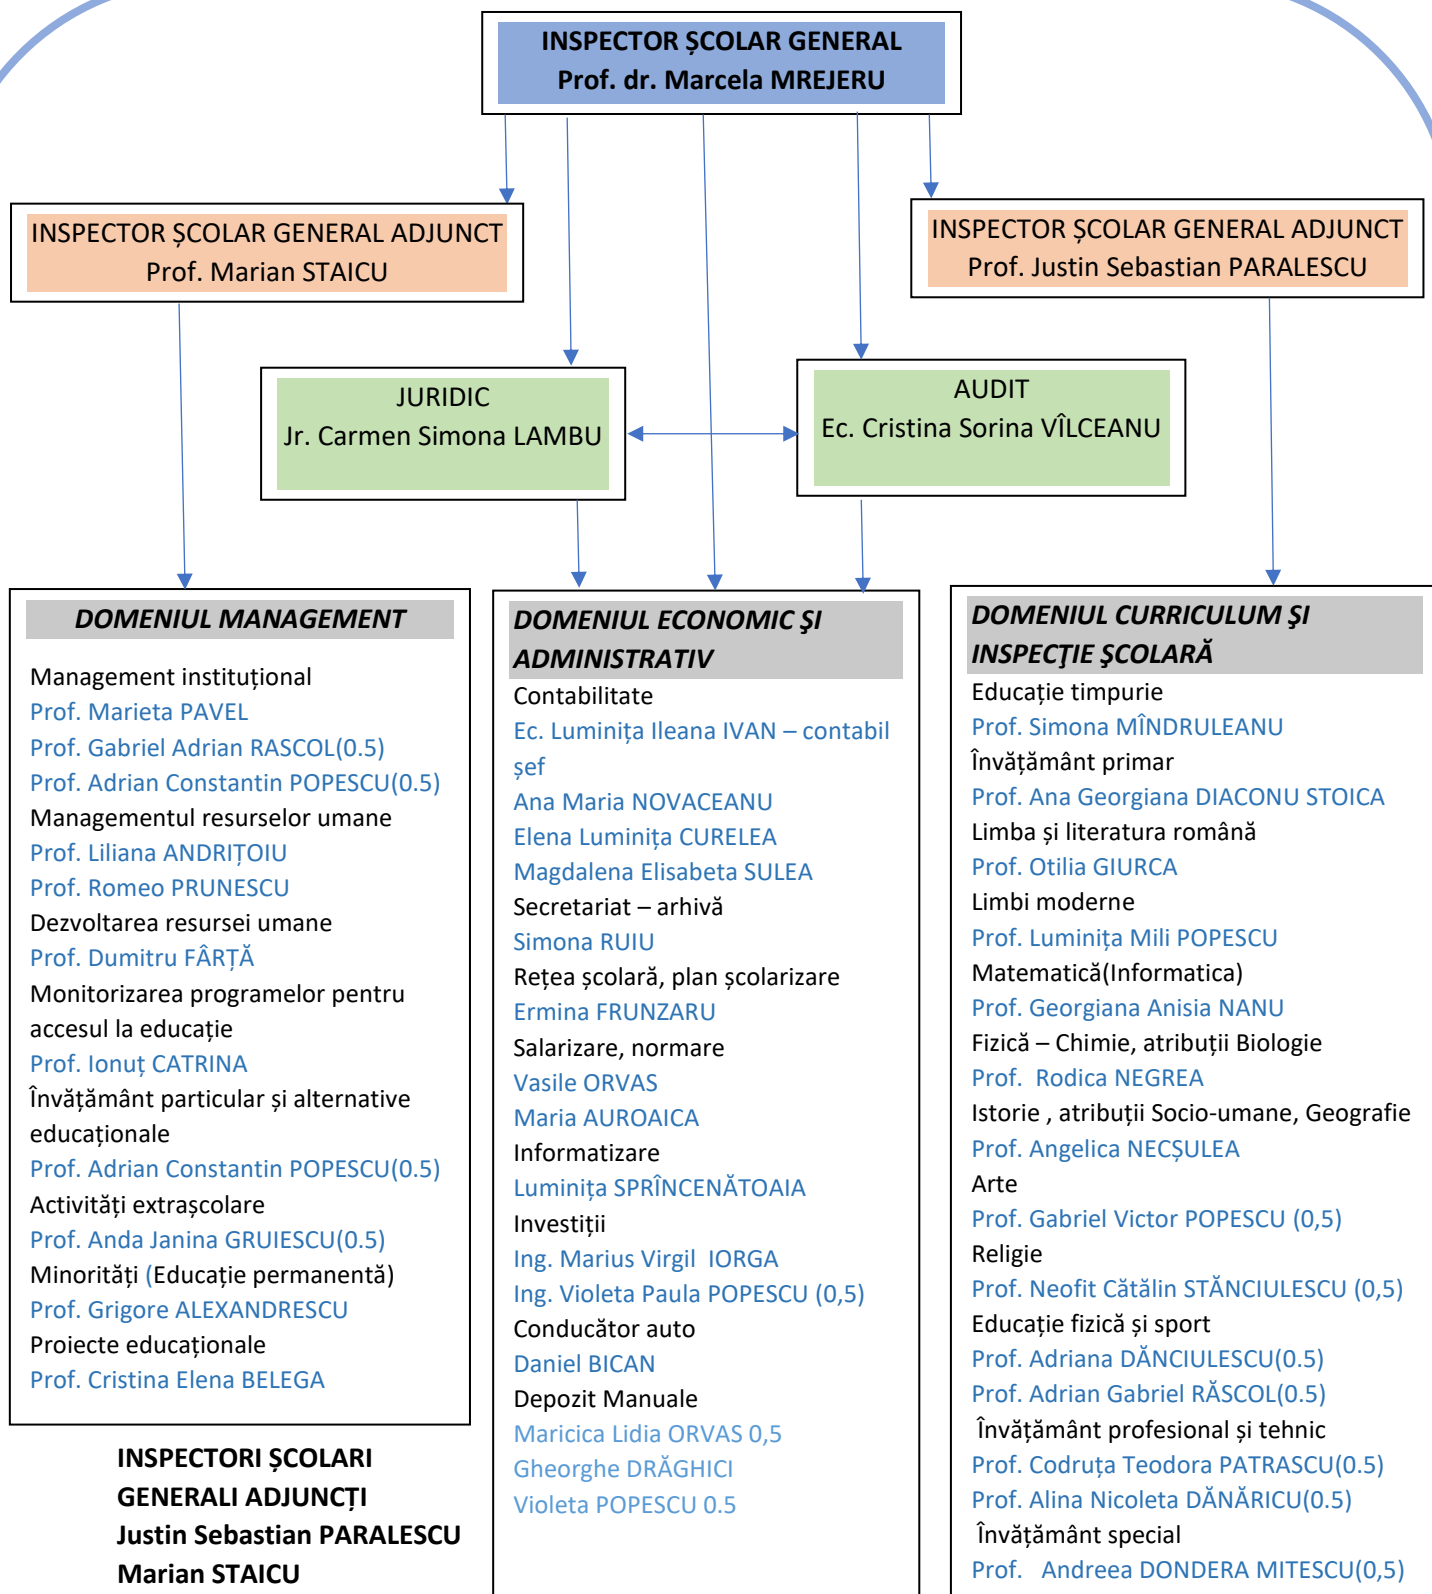 INSPECTOR ȘCOLAR GENERAL
Prof. dr. Marcela MREJERU
INSPECTOR ȘCOLAR GENERAL ADJUNCT
Prof. Marian STAICU
INSPECTOR ȘCOLAR GENERAL ADJUNCT
Prof. Justin Sebastian PARALESCU
JURIDIC
Jr. Carmen Simona LAMBU
AUDIT
Ec. Cristina Sorina VÎLCEANU
DOMENIUL MANAGEMENT
Management instituțional
Prof. Marieta PAVEL
Prof. Gabriel Adrian RASCOL(0.5)
Prof. Adrian Constantin POPESCU(0.5)
Managementul resurselor umane
Prof. Liliana ANDRIȚOIU
Prof. Romeo PRUNESCU
Dezvoltarea resursei umane
Prof. Dumitru FÂRȚĂ
Monitorizarea programelor pentru
accesul la educație
Prof. Ionuț CATRINA
Învățământ particular și alternative
educaționale
Prof. Adrian Constantin POPESCU(0.5)
Activități extrașcolare
Prof. Anda Janina GRUIESCU(0.5)
Minorități (Educație permanentă)
Prof. Grigore ALEXANDRESCU
Proiecte educaționale
Prof. Cristina Elena BELEGA
DOMENIUL ECONOMIC ŞI
ADMINISTRATIV
Contabilitate
Ec. Luminița Ileana IVAN – contabil
șef
Ana Maria NOVACEANU
Elena Luminița CURELEA
Magdalena Elisabeta SULEA
Secretariat – arhivă
Simona RUIU
Rețea școlară, plan școlarizare
Ermina FRUNZARU
Salarizare, normare
Vasile ORVAS
Maria AUROAICA
Informatizare
Luminița SPRÎNCENĂTOAIA
Investiții
Ing. Marius Virgil  IORGA
Ing. Violeta Paula POPESCU (0,5)
Conducător auto
Daniel BICAN
Depozit Manuale
Maricica Lidia ORVAS 0,5
Gheorghe DRĂGHICI
Violeta POPESCU 0.5
DOMENIUL CURRICULUM ŞI
INSPECŢIE ŞCOLARĂ
Educație timpurie
Prof. Simona MÎNDRULEANU
Învățământ primar
Prof. Ana Georgiana DIACONU STOICA
Limba și literatura română
Prof. Otilia GIURCA
Limbi moderne
Prof. Luminița Mili POPESCU
Matematică(Informatica)
Prof. Georgiana Anisia NANU
Fizică – Chimie, atribuții Biologie
Prof.  Rodica NEGREA
Istorie , atribuții Socio-umane, Geografie
Prof. Angelica NECȘULEA
Arte
Prof. Gabriel Victor POPESCU (0,5)
Religie
Prof. Neofit Cătălin STĂNCIULESCU (0,5)
Educație fizică și sport
Prof. Adriana DĂNCIULESCU(0.5)
Prof. Adrian Gabriel RĂSCOL(0.5)
Învățământ profesional și tehnic
Prof. Codruța Teodora PATRASCU(0.5)
Prof. Alina Nicoleta DĂNĂRICU(0.5)
Învățământ special
Prof.   Andreea DONDERA MITESCU(0,5)
INSPECTORI ȘCOLARI
GENERALI ADJUNCȚI
Justin Sebastian PARALESCU
Marian STAICU